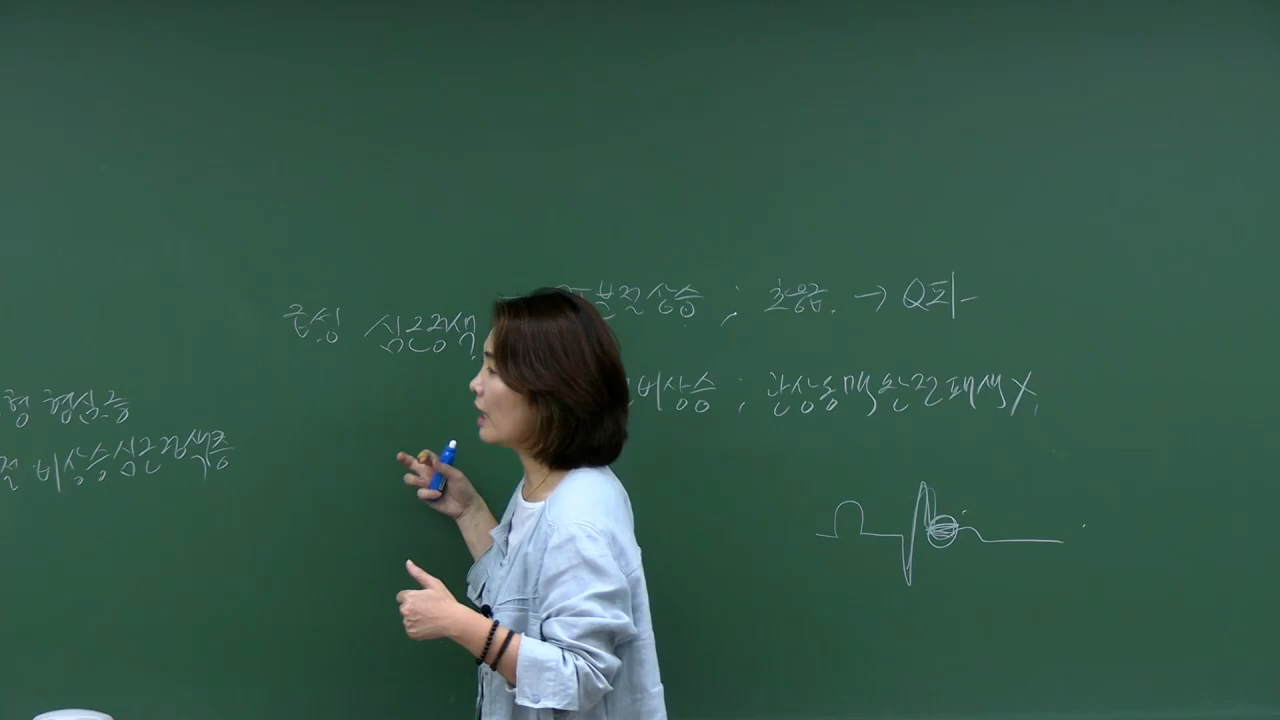 급성 심근경색 분절상승 ; 초응급. → Q파
비상승 ; 관상동맥 완전폐색 X.
형 협심증
비상승심근경색증